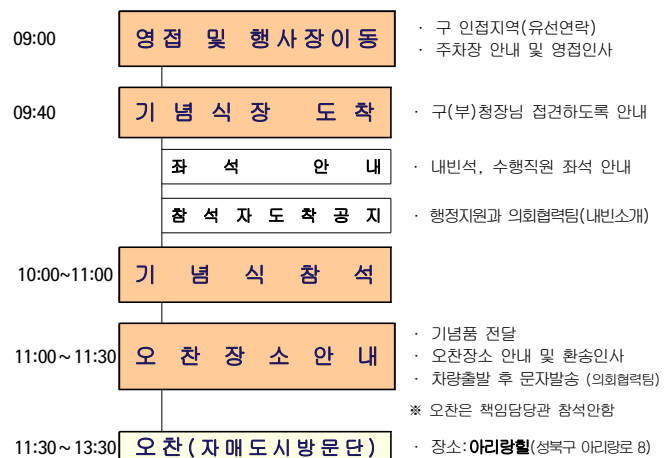 09:00 영접 및 행사장이동 · 구 인접지역(유선연락)
· 주차장 안내 및 영접인사
09:40 기념식장 도착 · 구(부)청장님 접견하도록 안내
좌석 안내 · 내빈석, 수행직원 좌석 안내
참석자도착공지 · 행정지원과 의회협력팀(내빈소개)
10:00~11:00 기념식참석
· 기념품 전달
11:00~11:30 오찬장소안내 · 오찬장소 안내 및 환송인사
· 차량출발 후 문자발송 (의회협력팀)
※ 오찬은 책임담당관 참석안함
11:30~13:30 오찬(자매도시방문단) · 장소:아리랑힐(성북구 아리랑로 8)